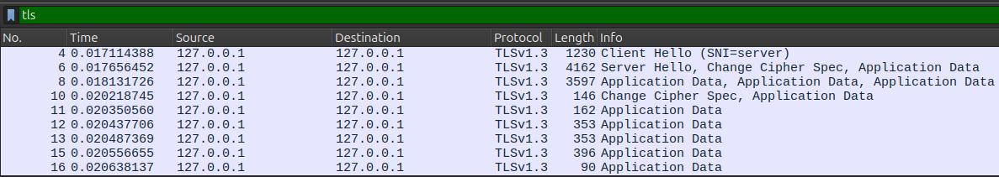 tls
No. Time Source Destination Protocol Length Info
4 0.017114388 127.0.0.1 127.0.0.1 TLSv1.3 1230 Client Hello (SNI=server)
6 0.017656452 127.0.0.1 127.0.0.1 TLSv1.3 4162 Server Hello, Change Cipher Spec, Application Data
8 0.018131726 127.0.0.1 127.0.0.1 TLSv1.3 3597 Application Data, Application Data, Application Data
10 0.020218745 127.0.0.1 127.0.0.1 TLSv1.3 146 Change Cipher Spec, Application Data
11 0.020350560 127.0.0.1 127.0.0.1 TLSv1.3 162 Application Data
12 0.020437706 127.0.0.1 127.0.0.1 TLSv1.3 353 Application Data
13 0.020487369 127.0.0.1 127.0.0.1 TLSv1.3 353 Application Data
15 0.020556655 127.0.0.1 127.0.0.1 TLSv1.3 396 Application Data
16 0.020638137 127.0.0.1 127.0.0.1 TLSv1.3 90 Application Data